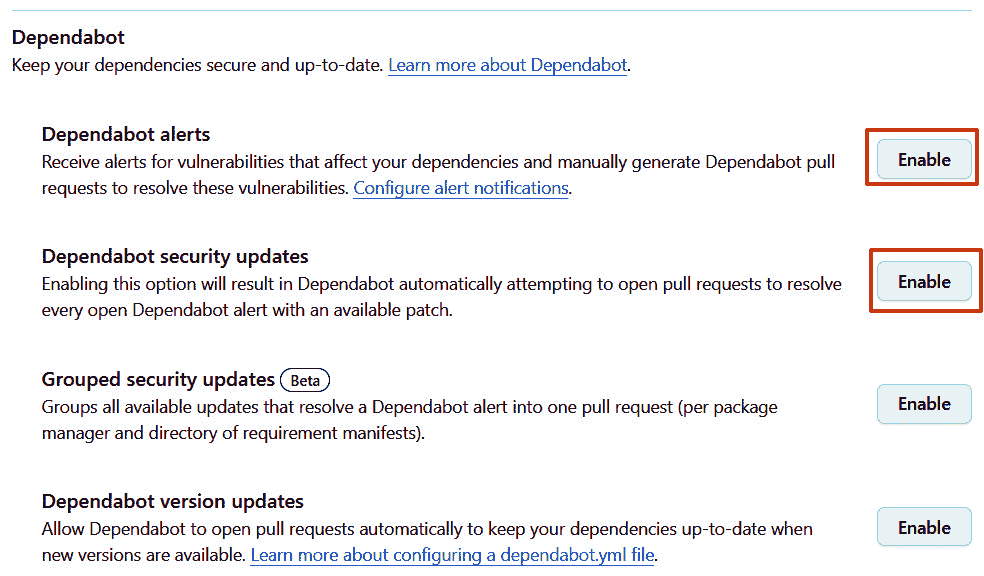 Dependabot
Keep your dependencies secure and up-to-date. Learn more about Dependabot.
Dependabot alerts
Receive alerts for vulnerabilities that affect your dependencies and manually generate Dependabot pull
requests to resolve these vulnerabilities. Configure alert notifications.
Enable
Dependabot security updates
Enabling this option will result in Dependabot automatically attempting to open pull requests to resolve
every open Dependabot alert with an available patch.
Enable
Grouped security updates Beta
Groups all available updates that resolve a Dependabot alert into one pull request (per package
manager and directory of requirement manifests).
Enable
Dependabot version updates
Allow Dependabot to open pull requests automatically to keep your dependencies up-to-date when
new versions are available. Learn more about configuring a dependabot.yml file.
Enable